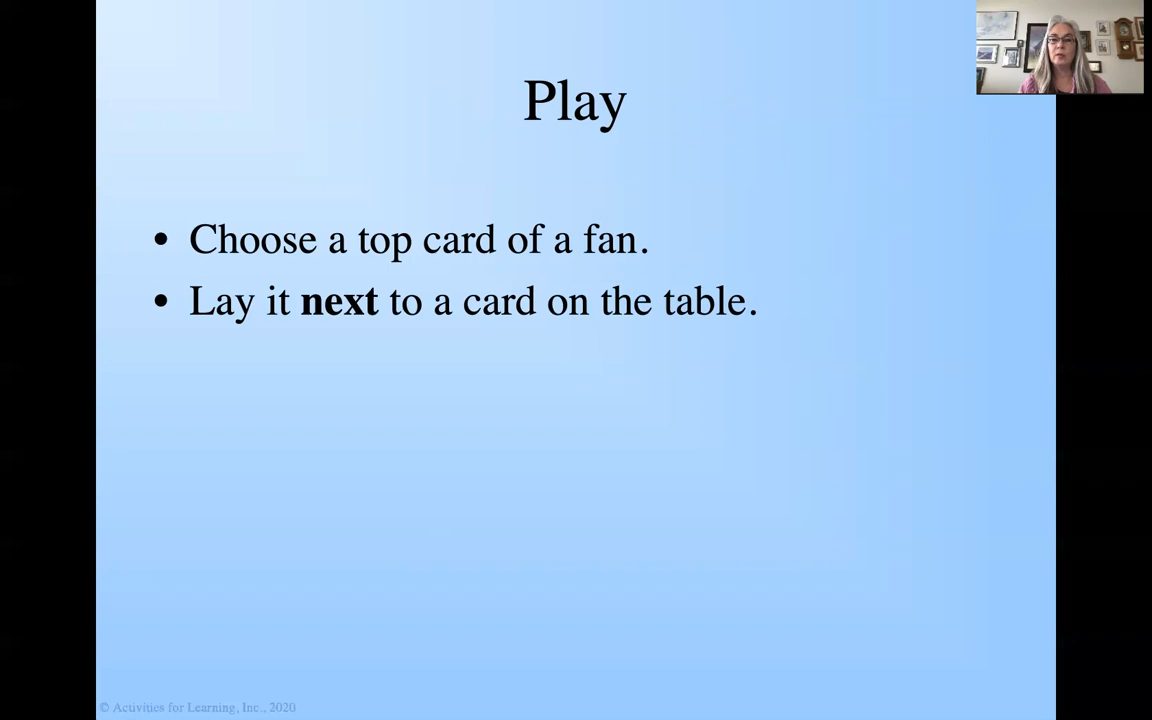 Play
• Choose a top card of a fan.
• Lay it next to a card on the table.
© Activities for Learning, Inc., 2020